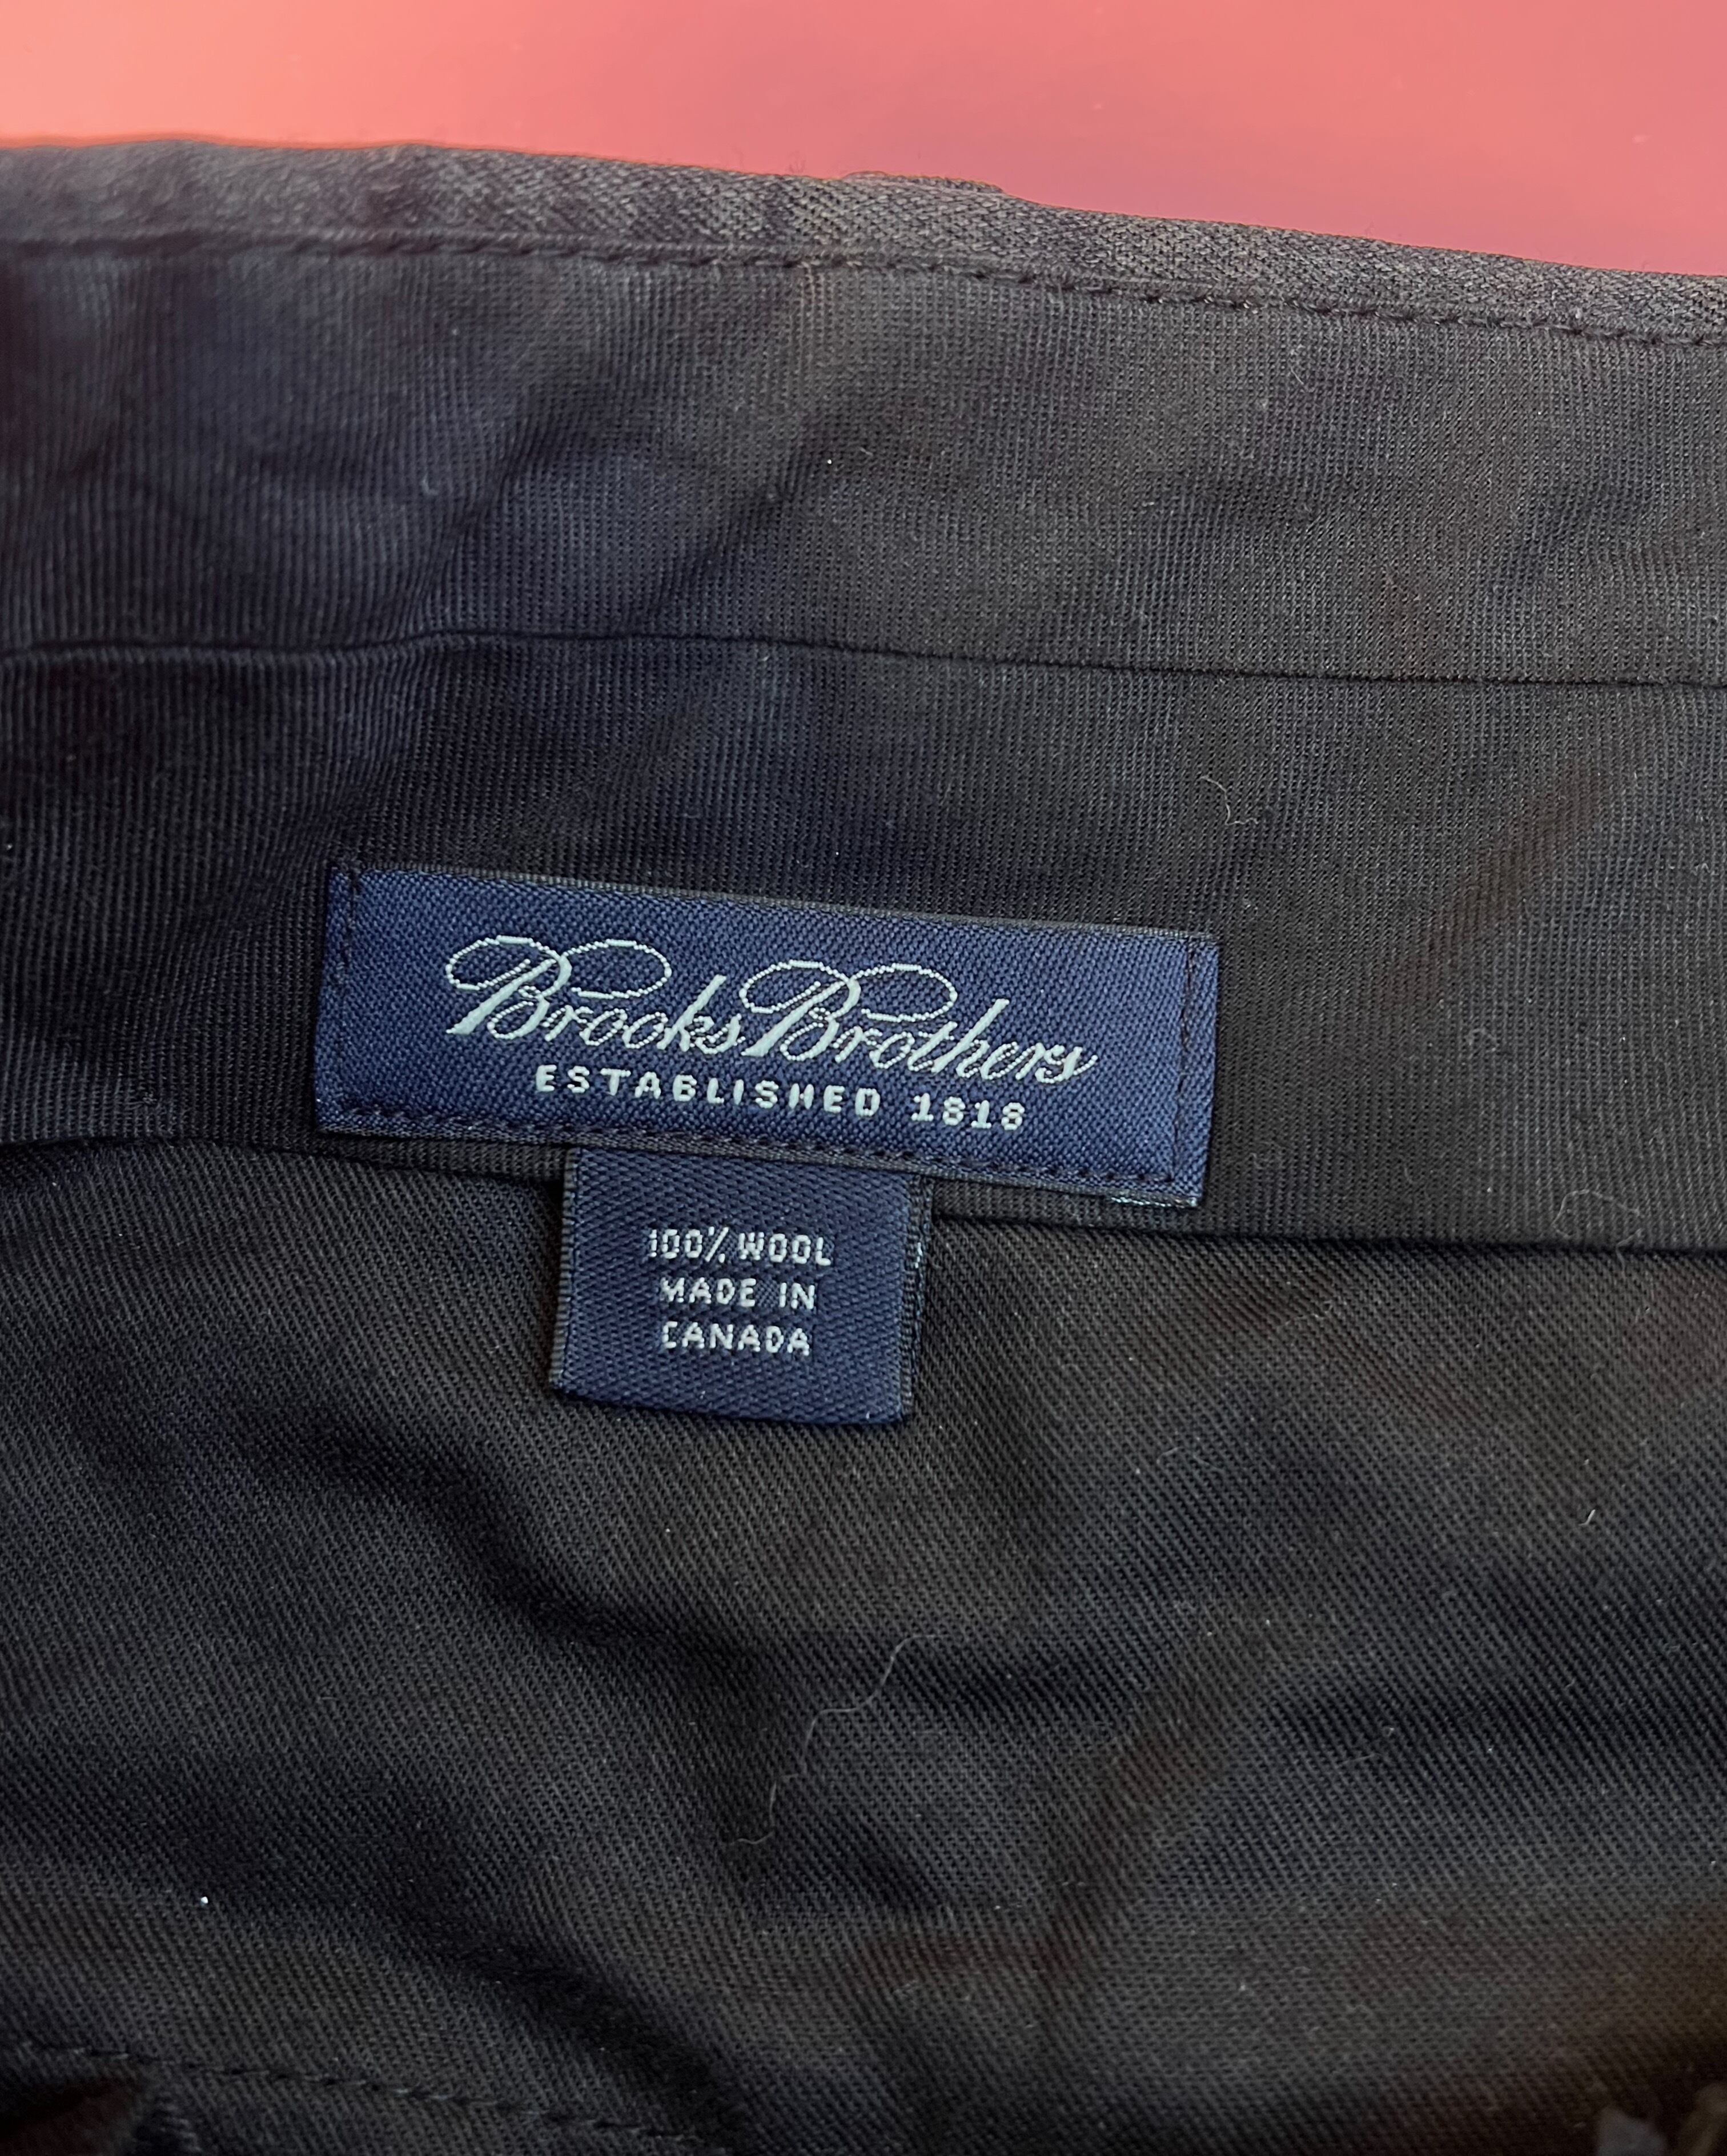 Brooks Brothers
ESTABLISHED 1818
100% WOOL
MADE IN
CANADA